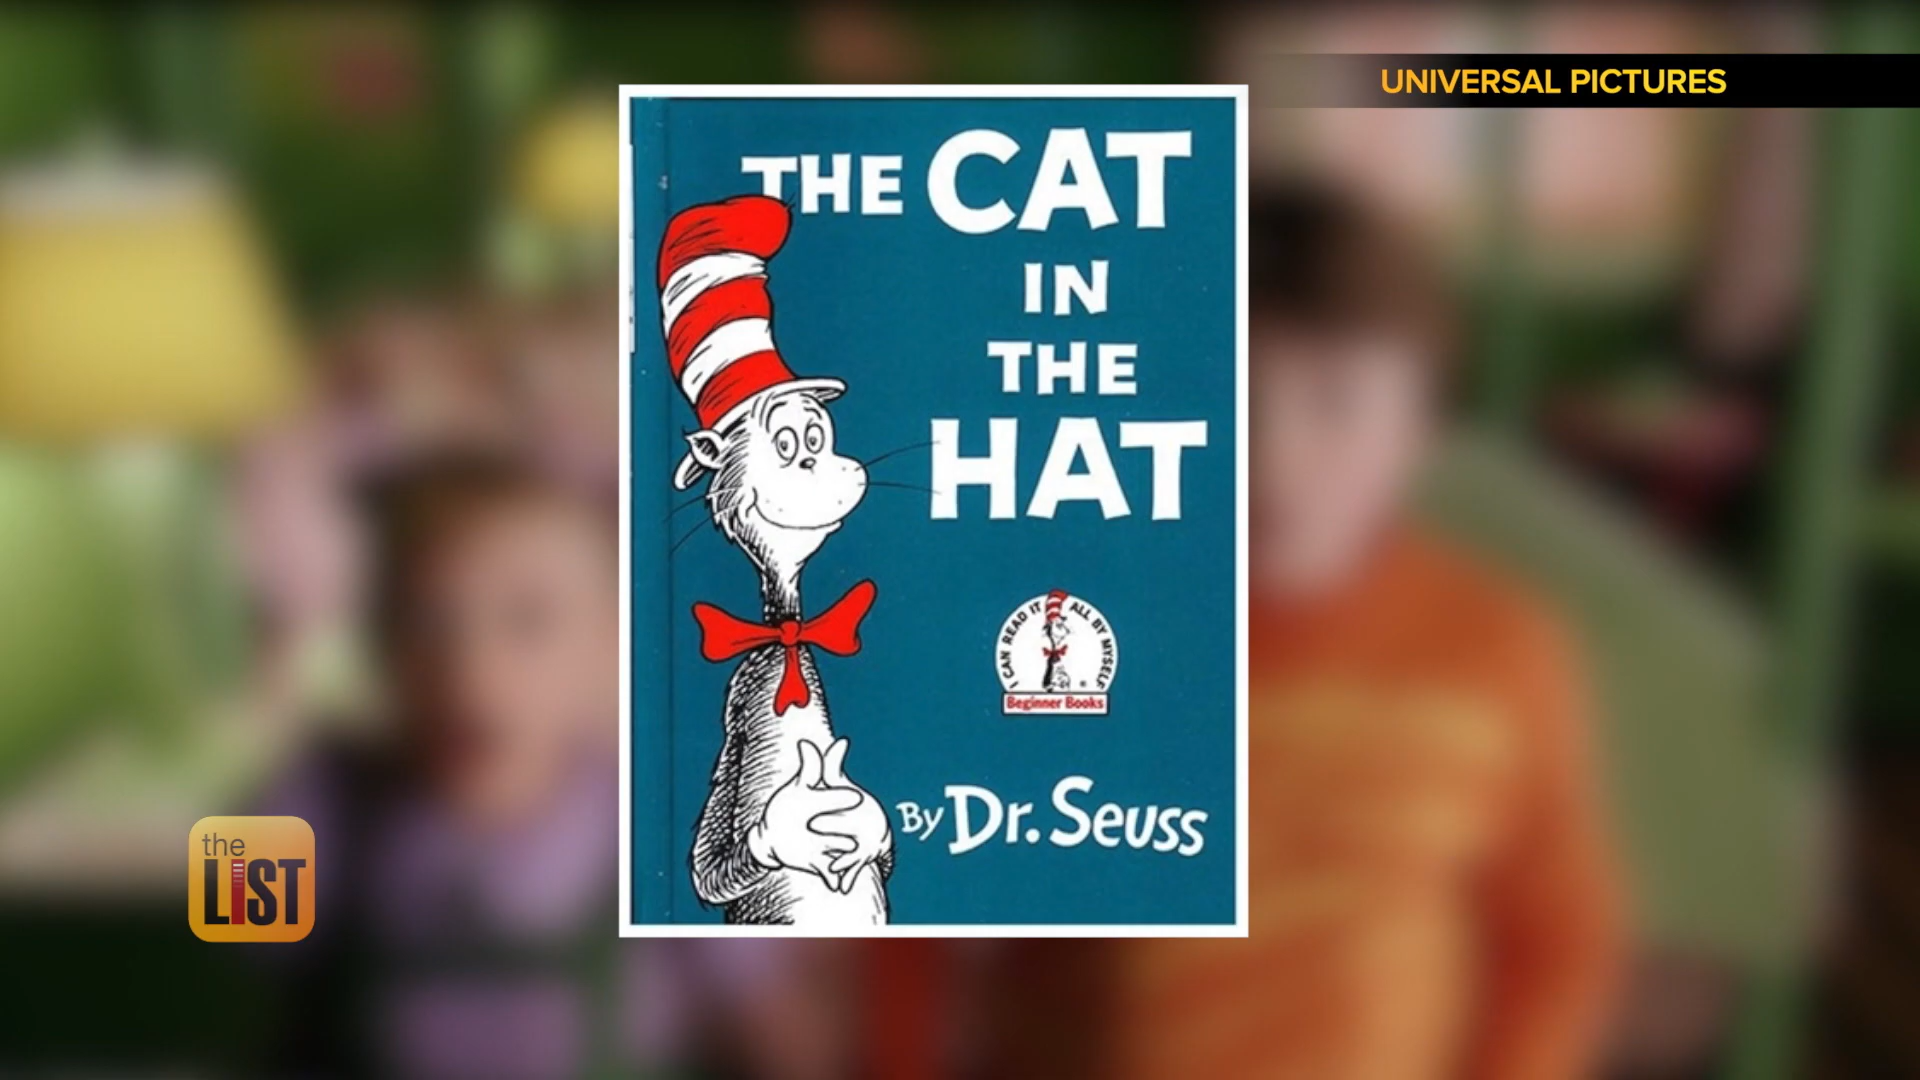 UNIVERSAL PICTURES
THE CAT
IN
THE
HAT
I CAN READ IT ALL BY MYSELF
Beginner Books
By Dr. Seuss
the
LIST